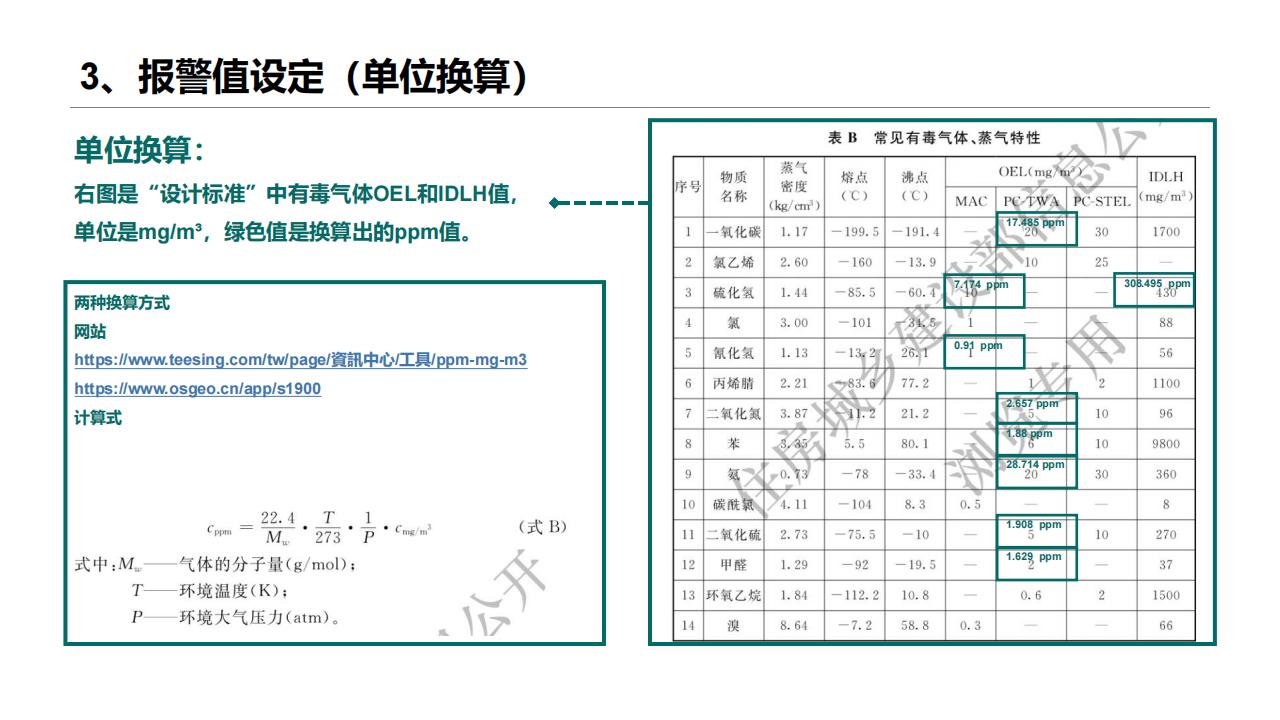 3、报警值设定（单位换算）
单位换算：
右图是“设计标准”中有毒气体OEL和IDLH值，
单位是mg/m³，绿色值是换算出的ppm值。
两种换算方式
网站
https://www.teesing.com/tw/page/資訊中心/工具/ppm-mg-m3
https://www.osgeo.cn/app/s1900
计算式
c_ppm = 22.4/M_w · T/273 · 1/P · c_mg/m³ （式 B）
式中：M_w——气体的分子量(g/mol)；
T——环境温度(K)；
P——环境大气压力(atm)。
公开
表 B 常见有毒气体、蒸气特性
序号 物质名称 蒸气密度(kg/cm³) 熔点(℃) 沸点(℃) OEL(mg/m³) IDLH(mg/m³)
MAC PC-TWA PC-STEL
1 一氧化碳 1.17 －199.5 －191.4 — 17.485 ppm 20 30 1700
2 氯乙烯 2.60 －160 －13.9 — 10 25 —
3 硫化氢 1.44 －85.5 －60.4 7.174 ppm 10 — — 308.495 ppm 430
4 氯 3.00 －101 －34.5 1 — — 88
5 氰化氢 1.13 －13.2 26.1 0.91 ppm 1 — — 56
6 丙烯腈 2.21 －83.6 77.2 — 1 2 1100
7 二氧化氮 3.87 －11.2 21.2 — 2.657 ppm 5 10 96
8 苯 3.35 5.5 80.1 — 1.88 ppm 6 10 9800
9 氨 0.73 －78 －33.4 — 28.714 ppm 20 30 360
10 碳酰氯 4.11 －104 8.3 0.5 — — 8
11 二氧化硫 2.73 －75.5 －10 — 1.908 ppm 5 10 270
12 甲醛 1.29 －92 －19.5 — 1.629 ppm 2 — 37
13 环氧乙烷 1.84 －112.2 10.8 — 0.6 2 1500
14 溴 8.64 －7.2 58.8 0.3 — — 66
住房城乡建设部信息公
浏览专用